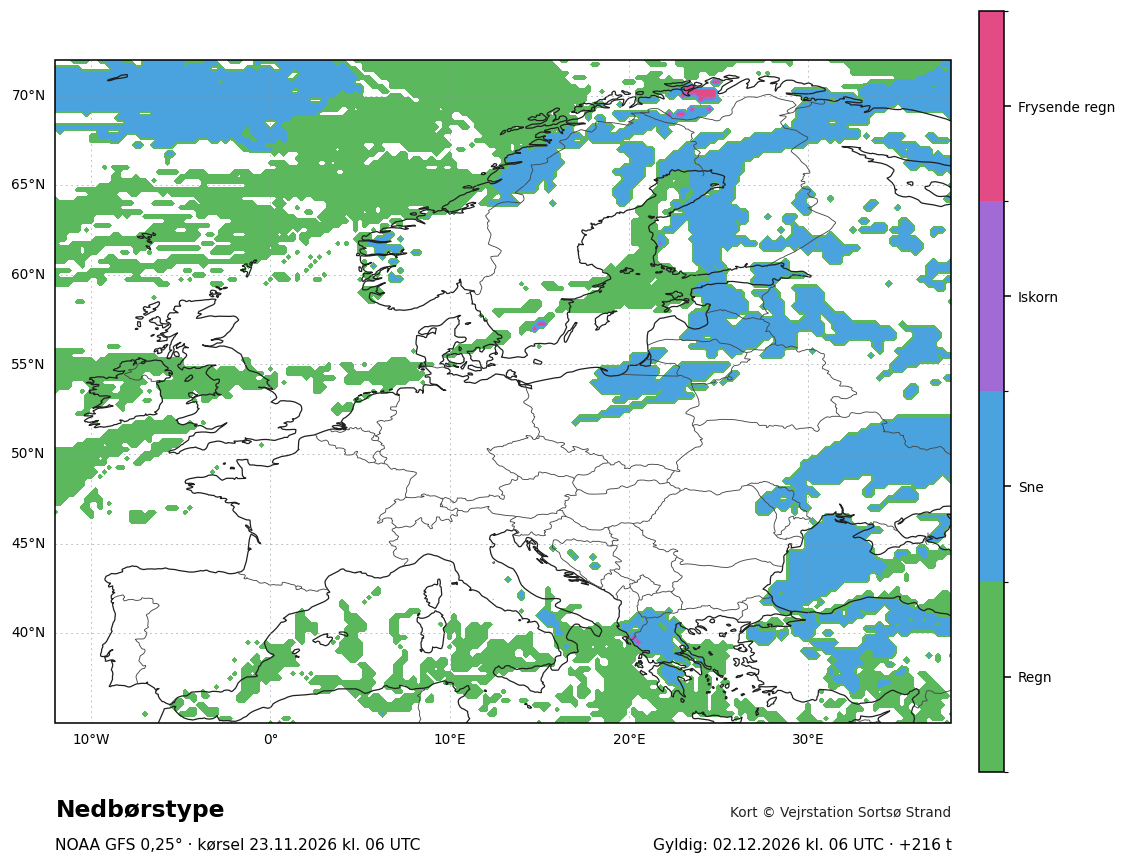 70°N
65°N
60°N
55°N
50°N
45°N
40°N
10°W
0°
10°E
20°E
30°E
Frysende regn
Iskorn
Sne
Regn
Nedbørstype
Kort © Vejrstation Sortsø Strand
NOAA GFS 0,25° · kørsel 23.11.2026 kl. 06 UTC
Gyldig: 02.12.2026 kl. 06 UTC · +216 t